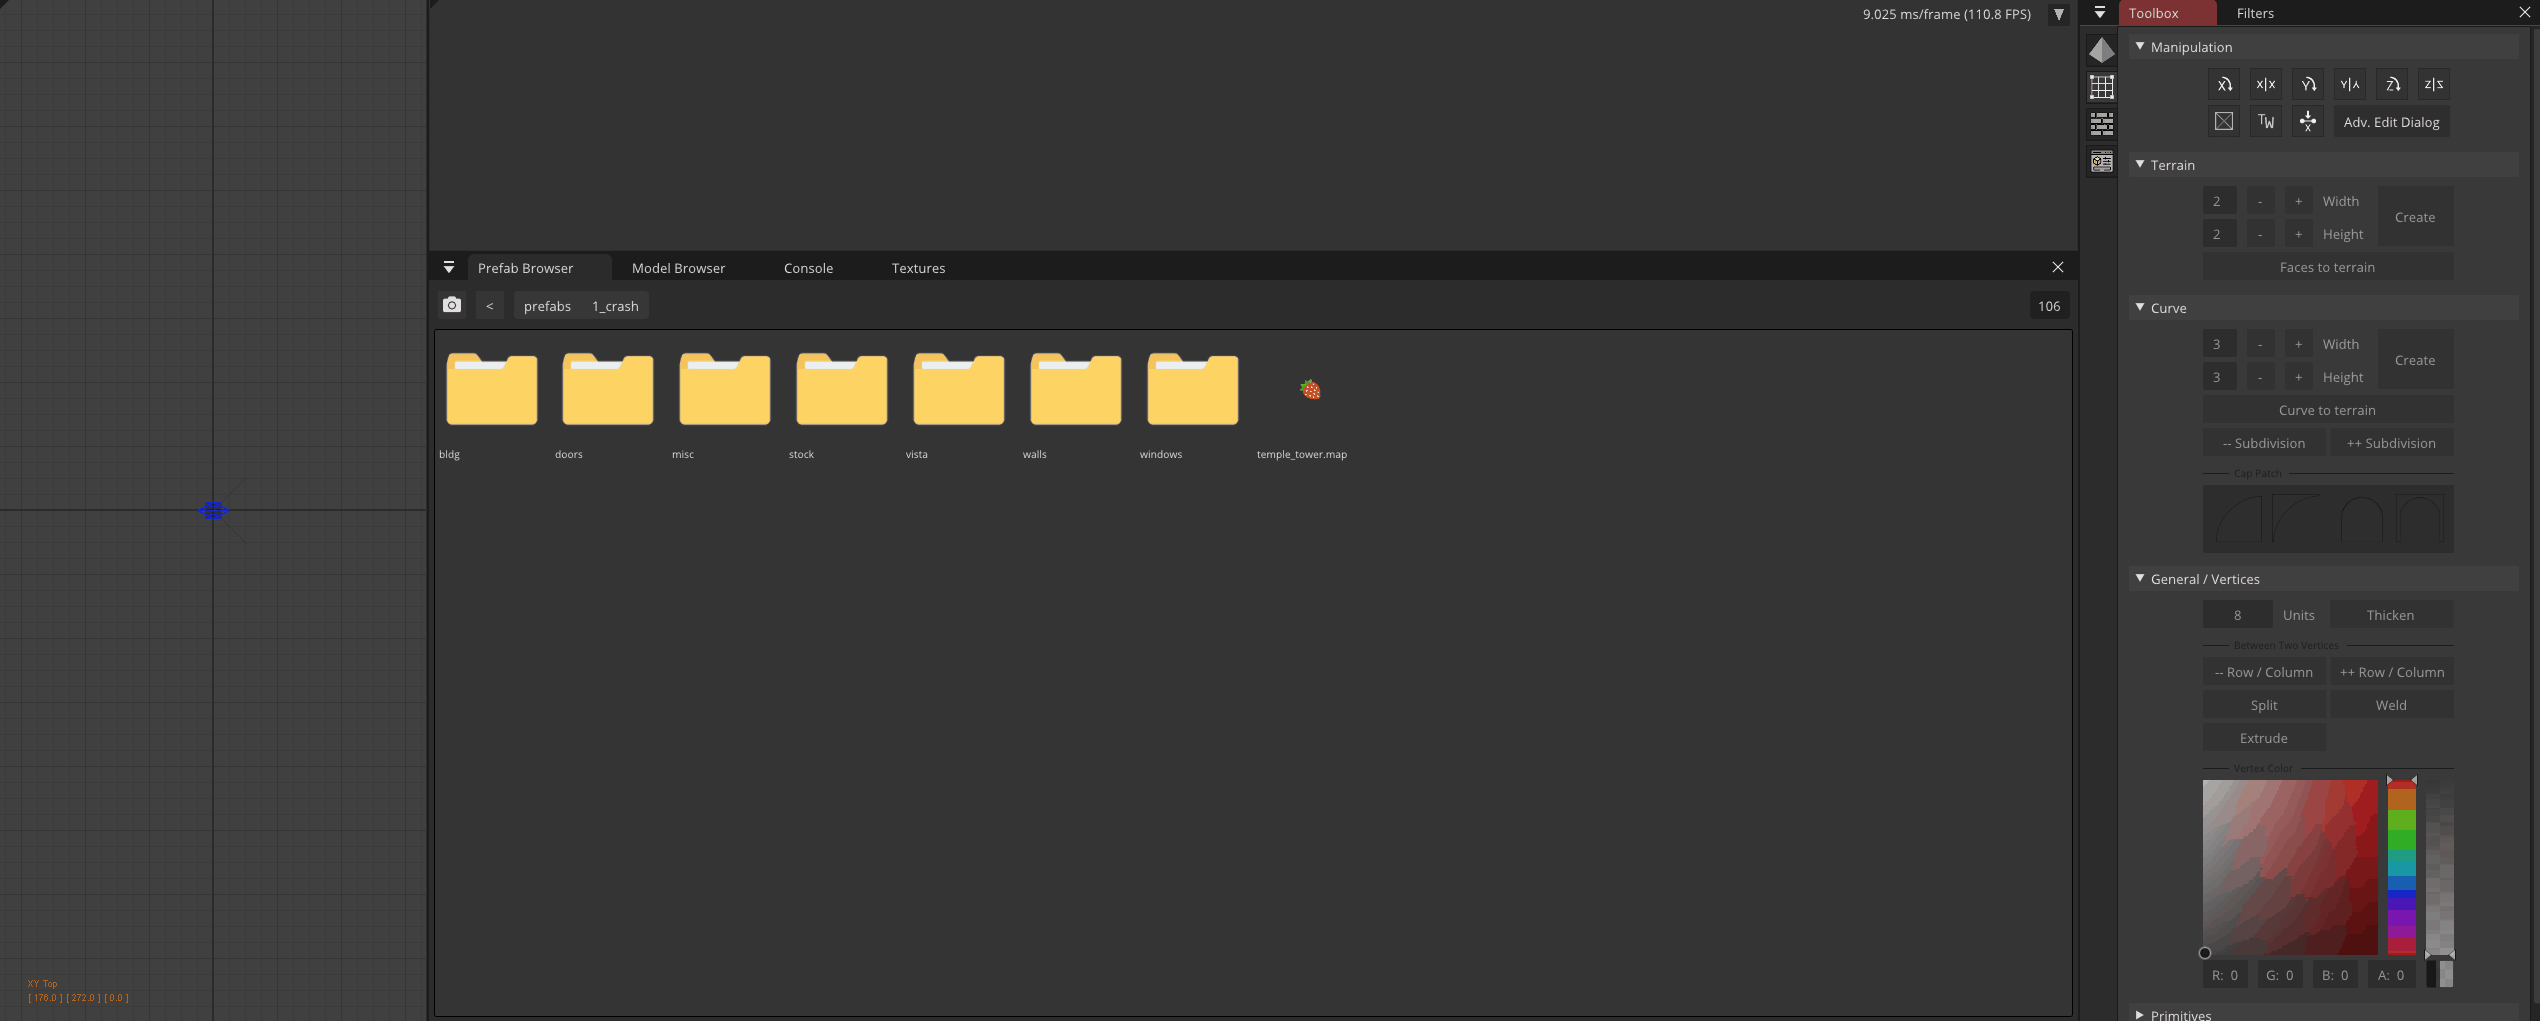 9.025 ms/frame (110.8 FPS)
Toolbox Filters
Manipulation
X X|X Y Y|Y Z Z|Z
TW X Adv. Edit Dialog
Terrain
2 - + Width
Create
2 - + Height
Faces to terrain
Curve
3 - + Width
Create
3 - + Height
Curve to terrain
-- Subdivision ++ Subdivision
Cap Patch
General / Vertices
8 Units Thicken
Between Two Vertices
-- Row / Column ++ Row / Column
Split Weld
Extrude
Vertex Color
R: 0 G: 0 B: 0 A: 0
Primitives
Prefab Browser Model Browser Console Textures
< prefabs 1_crash 106
bldg doors misc stock vista walls windows temple_tower.map
XY Top
[ 176.0 ] [ 272.0 ] [ 0.0 ]